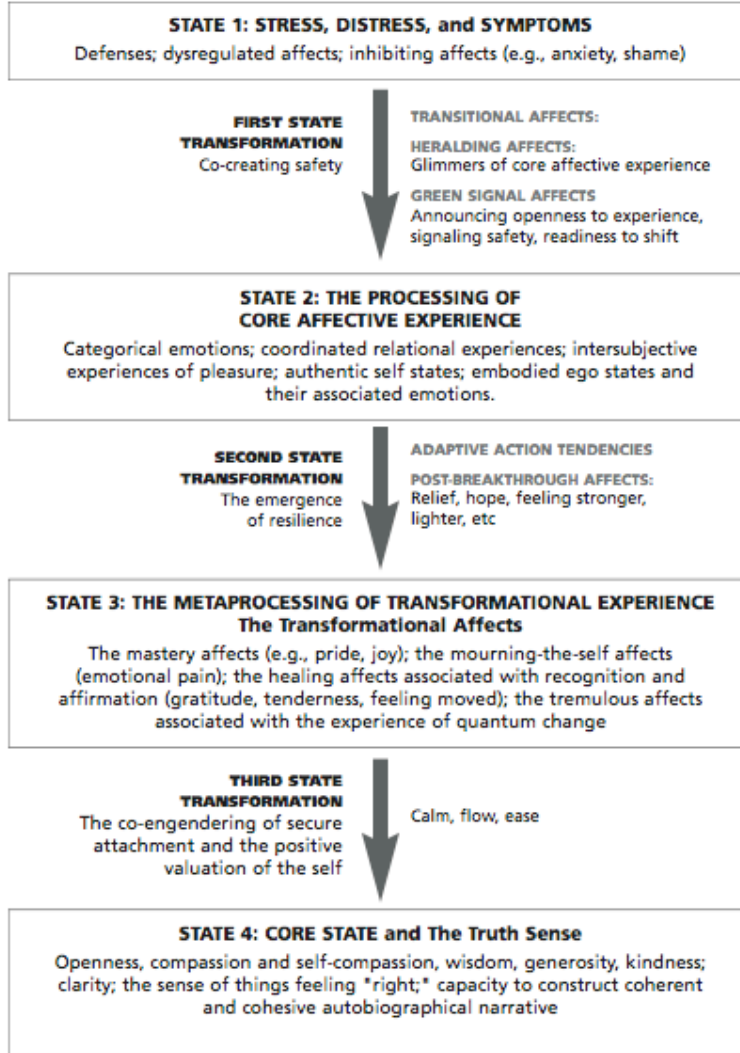 STATE 1: STRESS, DISTRESS, and SYMPTOMS
Defenses; dysregulated affects; inhibiting affects (e.g., anxiety, shame)
FIRST STATE
TRANSFORMATION
Co-creating safety
TRANSITIONAL AFFECTS:
HERALDING AFFECTS:
Glimmers of core affective experience
GREEN SIGNAL AFFECTS
Announcing openness to experience,
signaling safety, readiness to shift
STATE 2: THE PROCESSING OF
CORE AFFECTIVE EXPERIENCE
Categorical emotions; coordinated relational experiences; intersubjective
experiences of pleasure; authentic self states; embodied ego states and
their associated emotions.
SECOND STATE
TRANSFORMATION
The emergence
of resilience
ADAPTIVE ACTION TENDENCIES
POST-BREAKTHROUGH AFFECTS:
Relief, hope, feeling stronger,
lighter, etc
STATE 3: THE METAPROCESSING OF TRANSFORMATIONAL EXPERIENCE
The Transformational Affects
The mastery affects (e.g., pride, joy); the mourning-the-self affects
(emotional pain); the healing affects associated with recognition and
affirmation (gratitude, tenderness, feeling moved); the tremulous affects
associated with the experience of quantum change
THIRD STATE
TRANSFORMATION
The co-engendering of secure
attachment and the positive
valuation of the self
Calm, flow, ease
STATE 4: CORE STATE and The Truth Sense
Openness, compassion and self-compassion, wisdom, generosity, kindness;
clarity; the sense of things feeling "right;" capacity to construct coherent
and cohesive autobiographical narrative